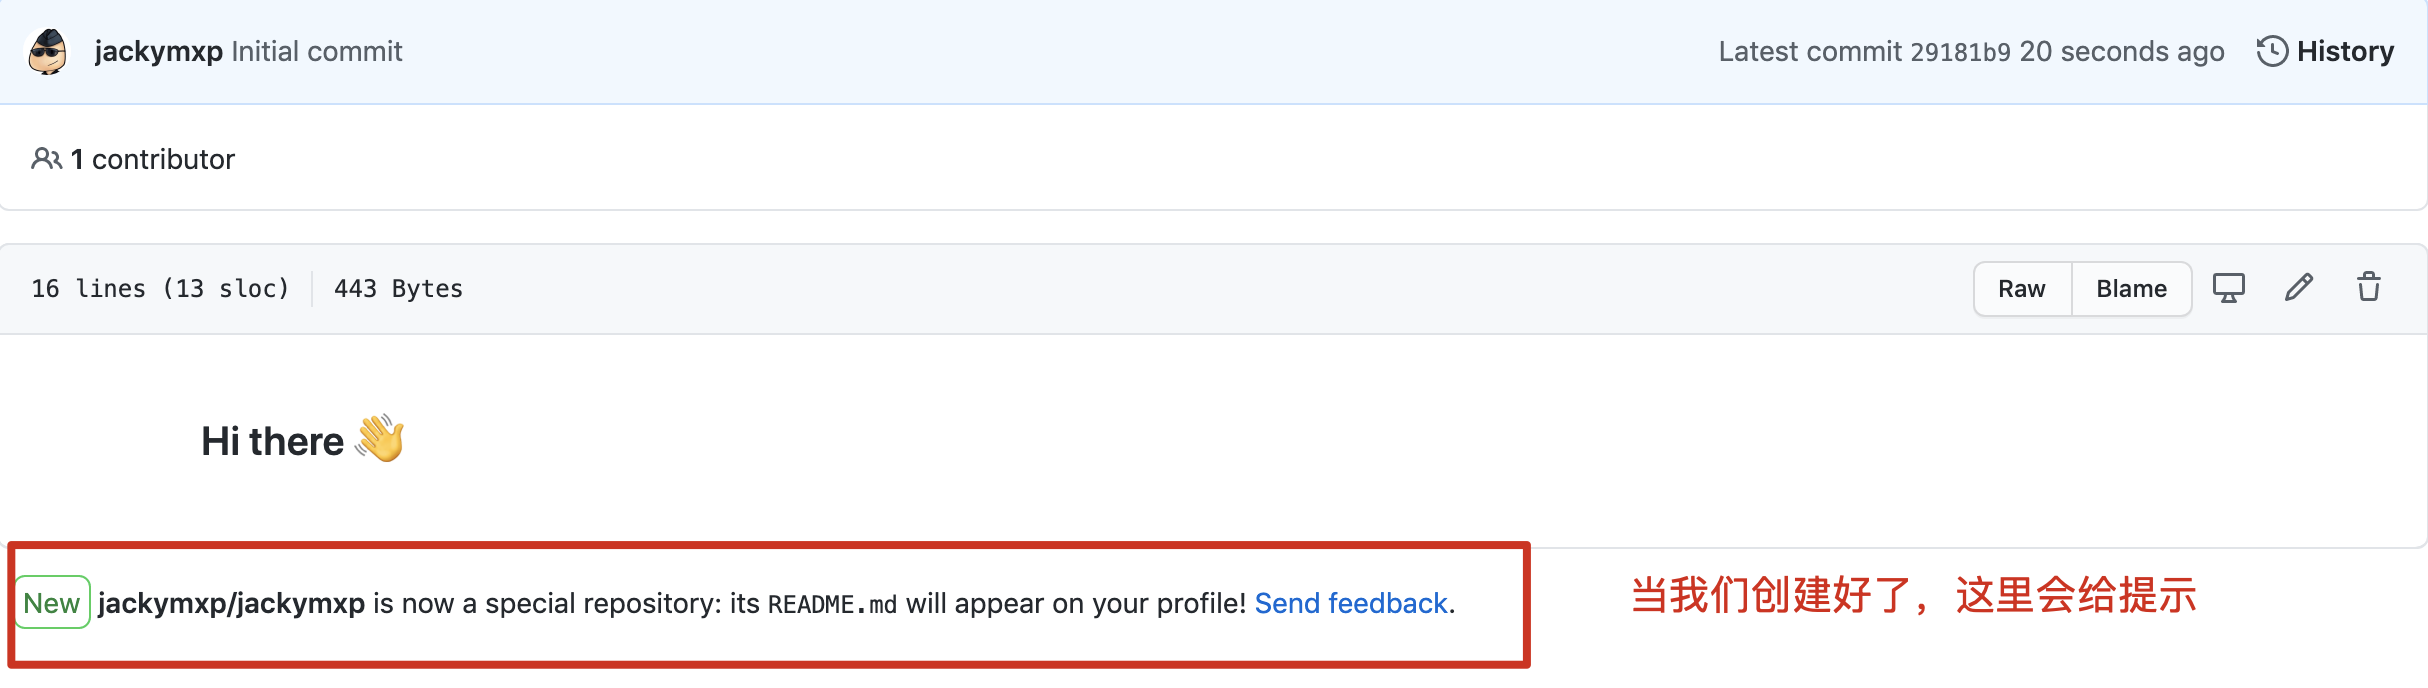 jackymxp Initial commit
Latest commit 29181b9 20 seconds ago
History
1 contributor
16 lines (13 sloc)
443 Bytes
Raw
Blame
Hi there 👋
New jackymxp/jackymxp is now a special repository: its README.md will appear on your profile! Send feedback.
当我们创建好了，这里会给提示